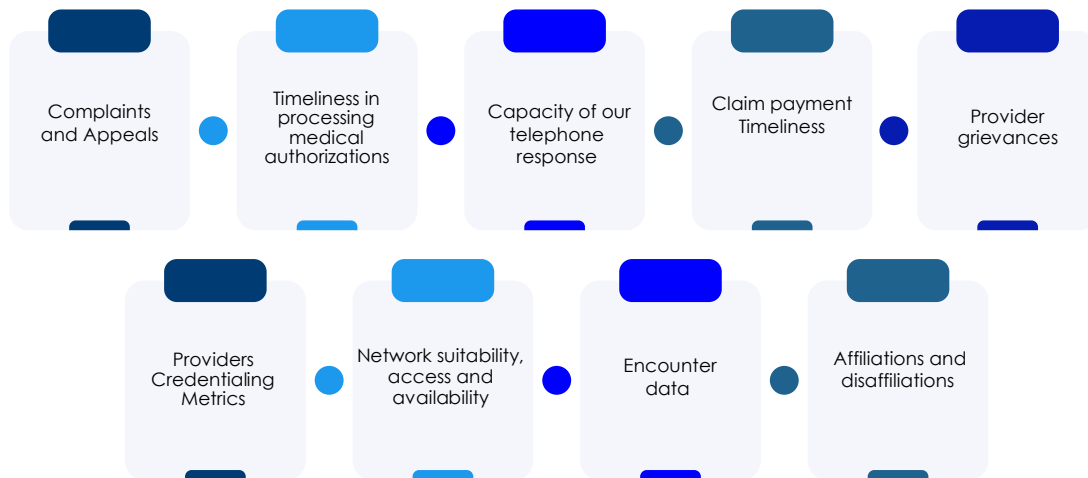 Complaints
and Appeals
Timeliness in
processing
medical
authorizations
Capacity of our
telephone
response
Claim payment
Timeliness
Provider
grievances
Providers
Credentialing
Metrics
Network suitability,
access and
availability
Encounter
data
Affiliations and
disaffiliations